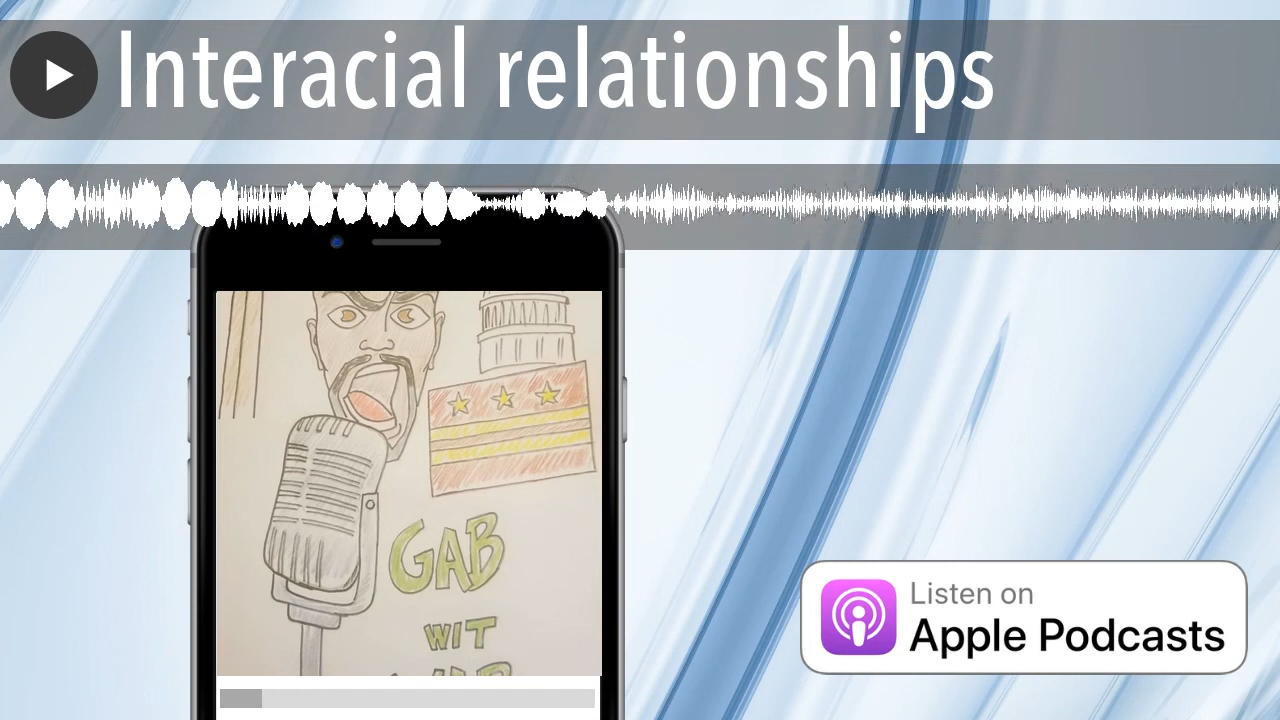 Interacial relationships
GAB
WIT
Listen on
Apple Podcasts